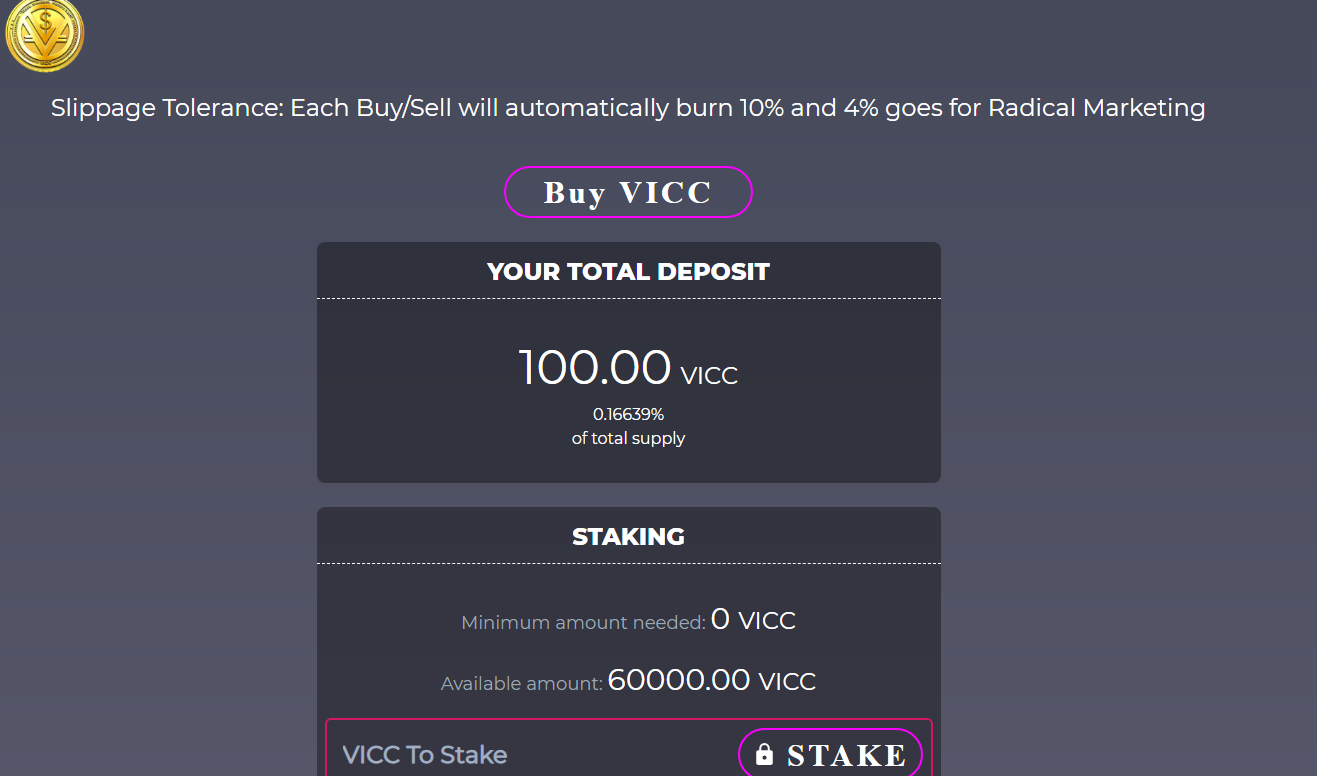 Slippage Tolerance: Each Buy/Sell will automatically burn 10% and 4% goes for Radical Marketing
Buy VICC
YOUR TOTAL DEPOSIT
100.00 VICC
0.16639%
of total supply
STAKING
Minimum amount needed: 0 VICC
Available amount: 60000.00 VICC
VICC To Stake
STAKE